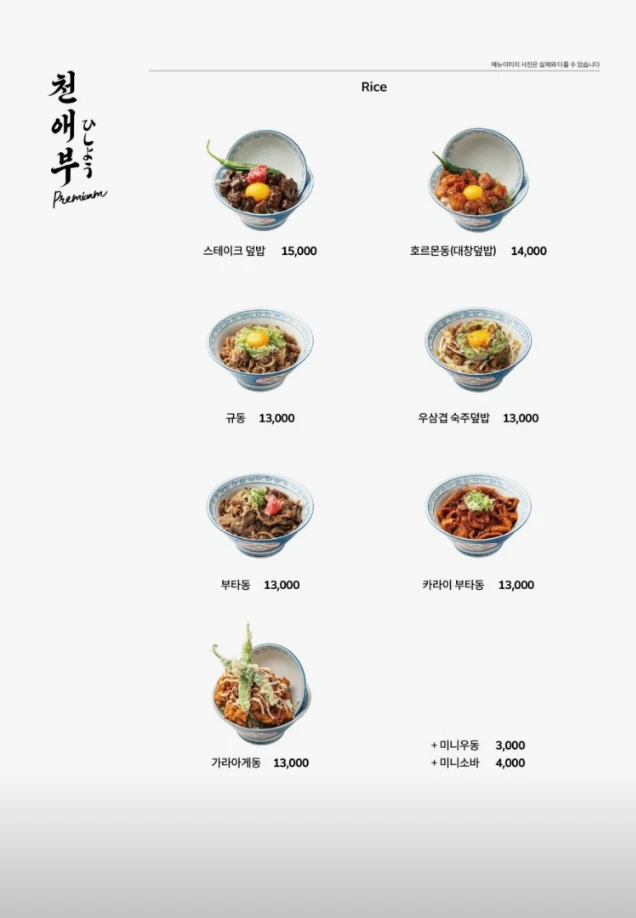 천애부
ひしょう
Premium
메뉴이미지 사진은 실제와 다를 수 있습니다
Rice
스테이크 덮밥 15,000
호르몬동(대창덮밥) 14,000
규동 13,000
우삼겹 숙주덮밥 13,000
부타동 13,000
카라이 부타동 13,000
가라아게동 13,000
+ 미니우동 3,000
+ 미니소바 4,000